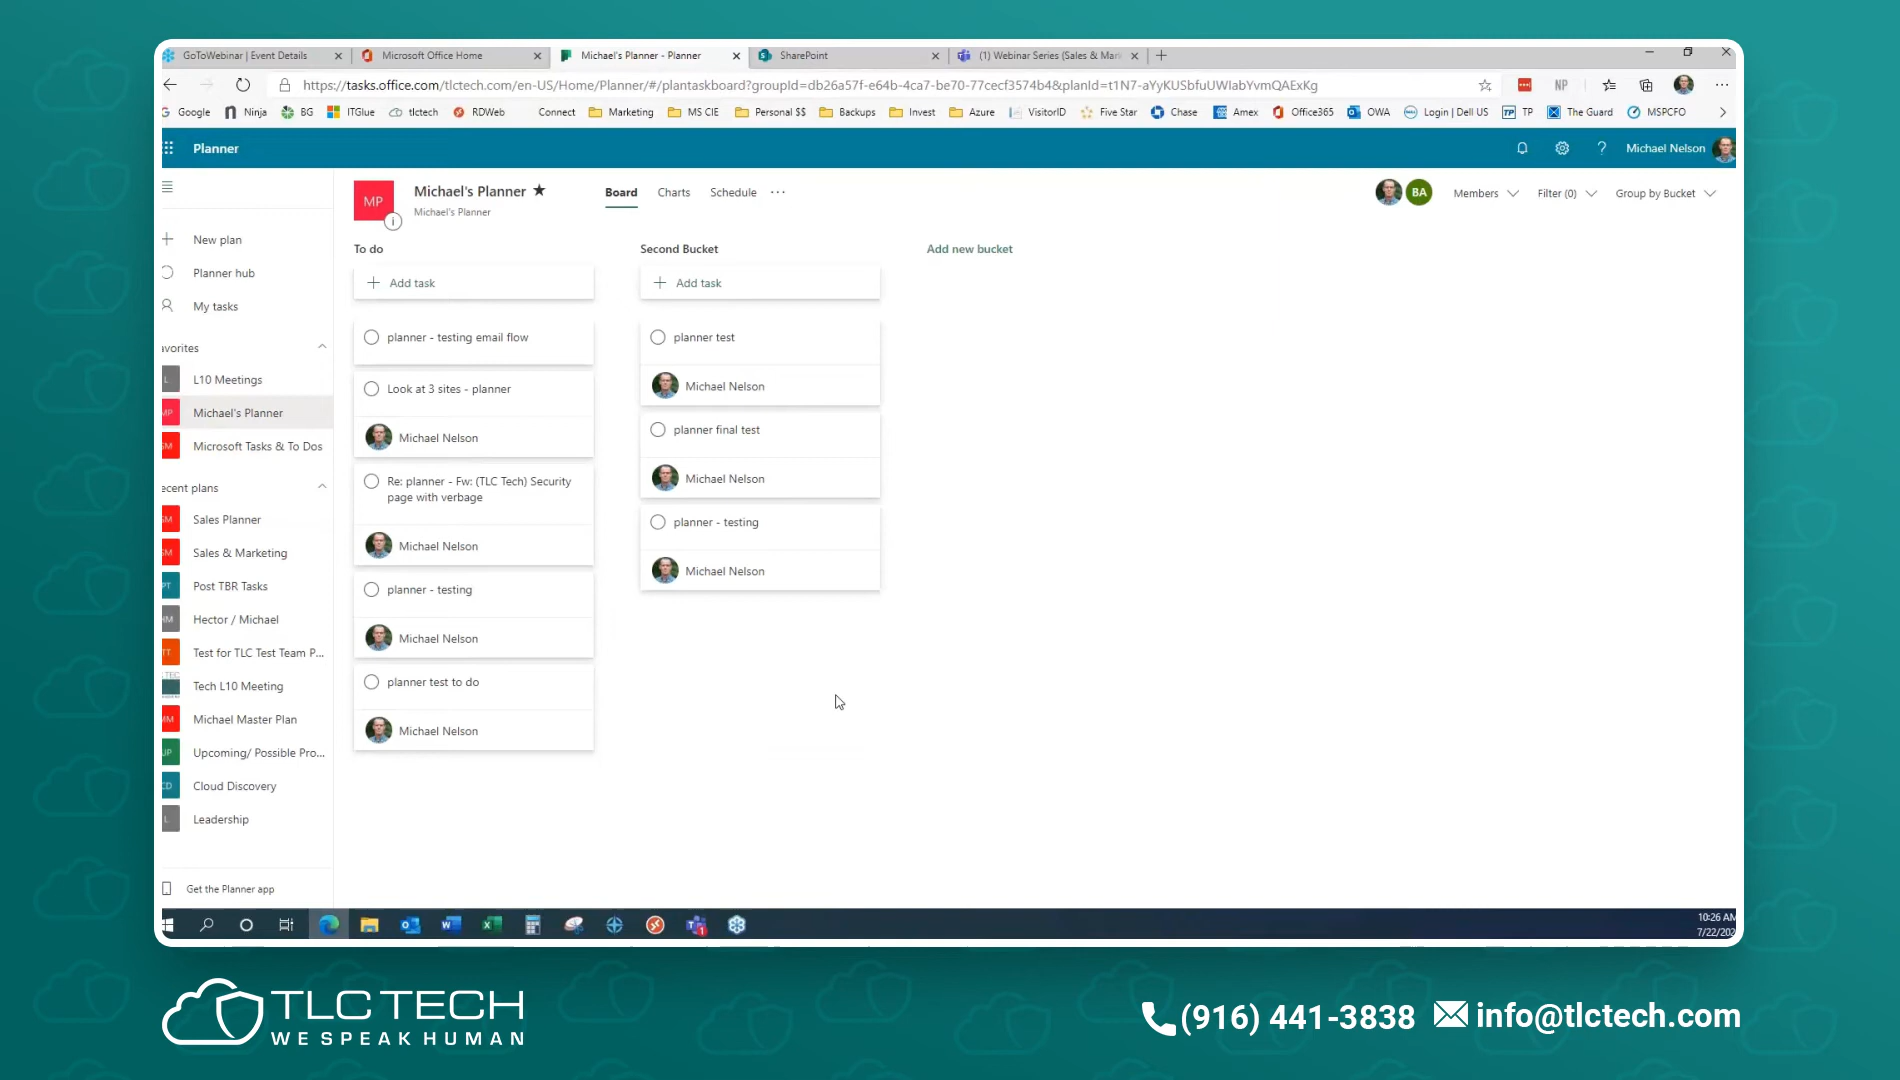 GoToWebinar | Event Details
Microsoft Office Home
Michael's Planner - Planner
SharePoint
(1) Webinar Series (Sales & Mark
https://tasks.office.com/tlctech.com/en-US/Home/Planner/#/plantaskboard?groupId=db26a57f-e64b-4ca7-be70-77cecf3574b4&planId=t1N7-aYyKUSbfuUWIabYvmQAExKg
NP
Google
Ninja
BG
ITGlue
tlctech
RDWeb
Connect
Marketing
MS CIE
Personal $$
Backups
Invest
Azure
VisitorID
Five Star
Chase
Amex
Office365
OWA
Login | Dell US
TP
The Guard
MSPCFO
Planner
Michael Nelson
MP
Michael's Planner
Michael's Planner
Board
Charts
Schedule
BA
Members
Filter (0)
Group by Bucket
New plan
Planner hub
My tasks
avorites
L10 Meetings
Michael's Planner
Microsoft Tasks & To Dos
ecent plans
Sales Planner
Sales & Marketing
Post TBR Tasks
Hector / Michael
Test for TLC Test Team P...
Tech L10 Meeting
Michael Master Plan
Upcoming/ Possible Pro...
Cloud Discovery
Leadership
Get the Planner app
To do
Add task
planner - testing email flow
Look at 3 sites - planner
Michael Nelson
Re: planner - Fw: (TLC Tech) Security
page with verbage
Michael Nelson
planner - testing
Michael Nelson
planner test to do
Michael Nelson
Second Bucket
Add task
planner test
Michael Nelson
planner final test
Michael Nelson
planner - testing
Michael Nelson
Add new bucket
10:26 AM
7/22/202
TLC TECH
WE SPEAK HUMAN
(916) 441-3838
info@tlctech.com